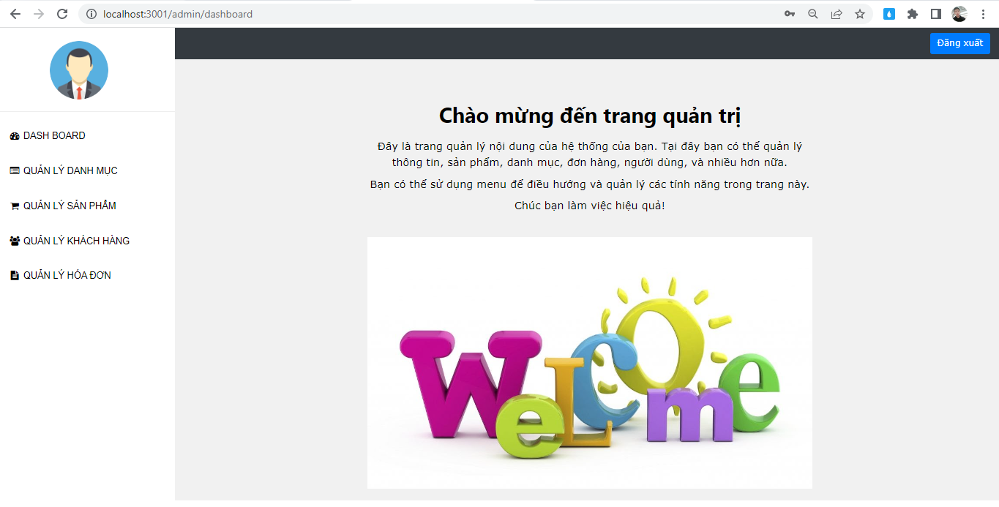 localhost:3001/admin/dashboard
Đăng xuất
DASH BOARD
QUẢN LÝ DANH MỤC
QUẢN LÝ SẢN PHẨM
QUẢN LÝ KHÁCH HÀNG
QUẢN LÝ HÓA ĐƠN
Chào mừng đến trang quản trị
Đây là trang quản lý nội dung của hệ thống của bạn. Tại đây bạn có thể quản lý
thông tin, sản phẩm, danh mục, đơn hàng, người dùng, và nhiều hơn nữa.
Bạn có thể sử dụng menu để điều hướng và quản lý các tính năng trong trang này.
Chúc bạn làm việc hiệu quả!
WeLCOme